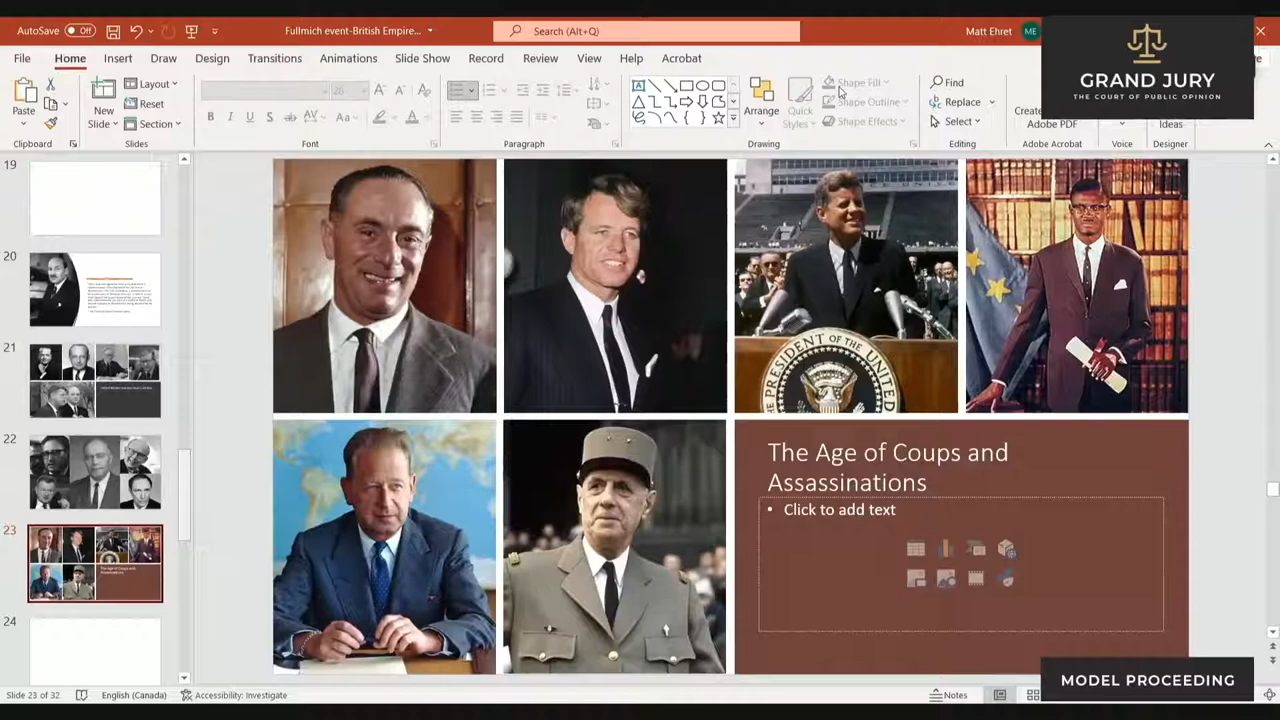 AutoSave Off
Fullmich event-British Empire...
Search (Alt+Q)
Matt Ehret ME
GRAND JURY
THE COURT OF PUBLIC OPINION
File Home Insert Draw Design Transitions Animations Slide Show Record Review View Help Acrobat
Paste
New
Slide
Layout
Reset
Section
Arrange
Quick
Styles
Shape Fill
Shape Outline
Shape Effects
Find
Replace
Select
Adobe PDF
Ideas
Clipboard Slides Font Paragraph Drawing Editing Adobe Acrobat Voice Designer
19
20
21
22
23
24
PRESIDENT OF THE
The Age of Coups and
Assassinations
• Click to add text
Slide 23 of 32 English (Canada) Accessibility: Investigate Notes
MODEL PROCEEDING